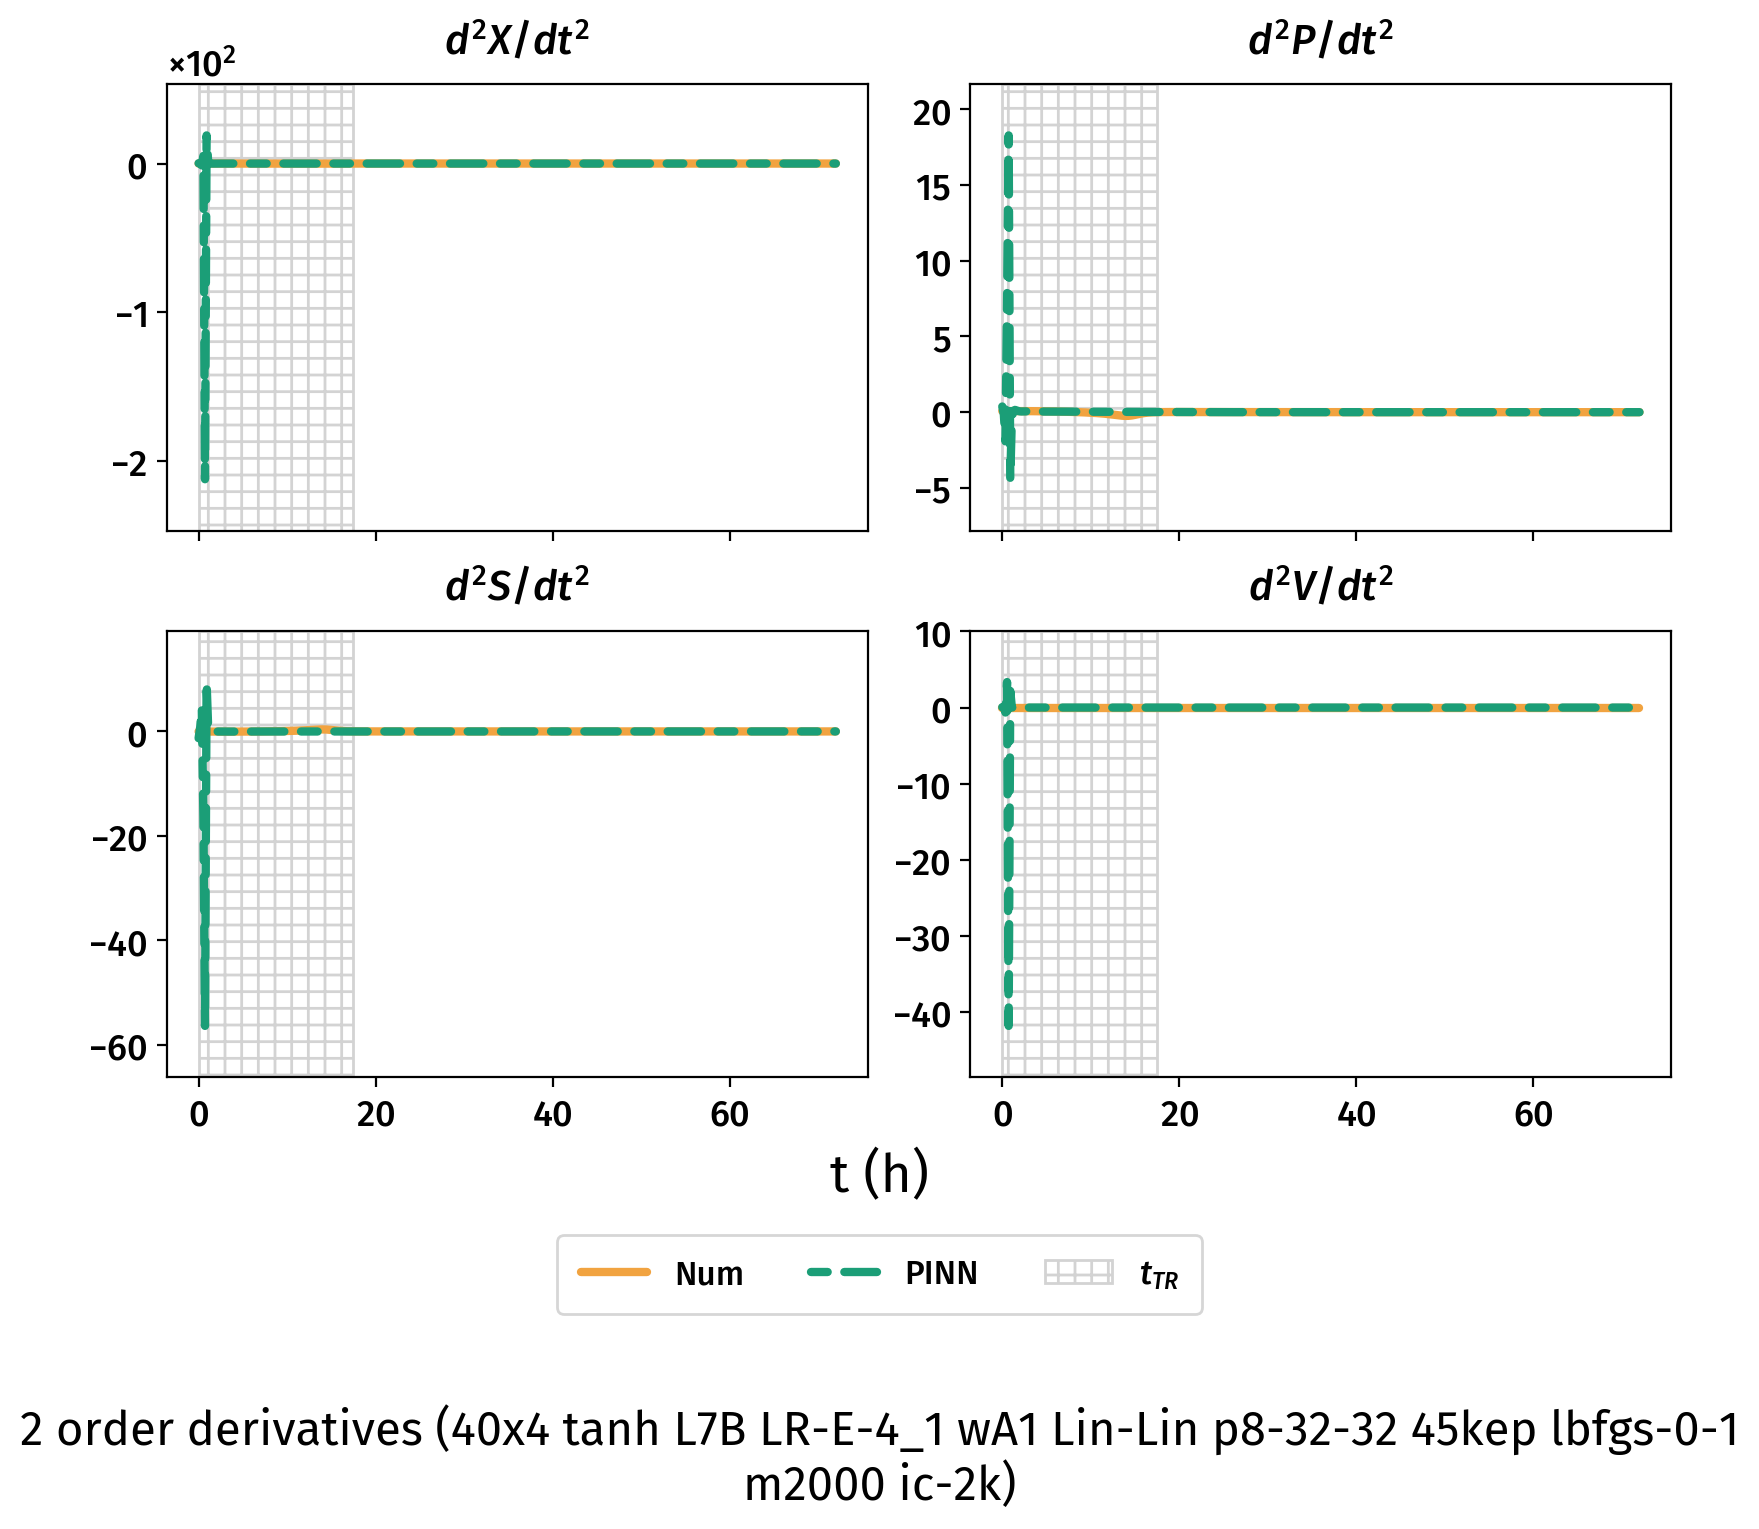 d²X/dt²
×10²
0
−1
−2
d²P/dt²
20
15
10
5
0
−5
d²S/dt²
0
−20
−40
−60
0 20 40 60
d²V/dt²
10
0
−10
−20
−30
−40
0 20 40 60
t (h)
Num PINN t_TR
2 order derivatives (40x4 tanh L7B LR-E-4_1 wA1 Lin-Lin p8-32-32 45kep lbfgs-0-1
m2000 ic-2k)